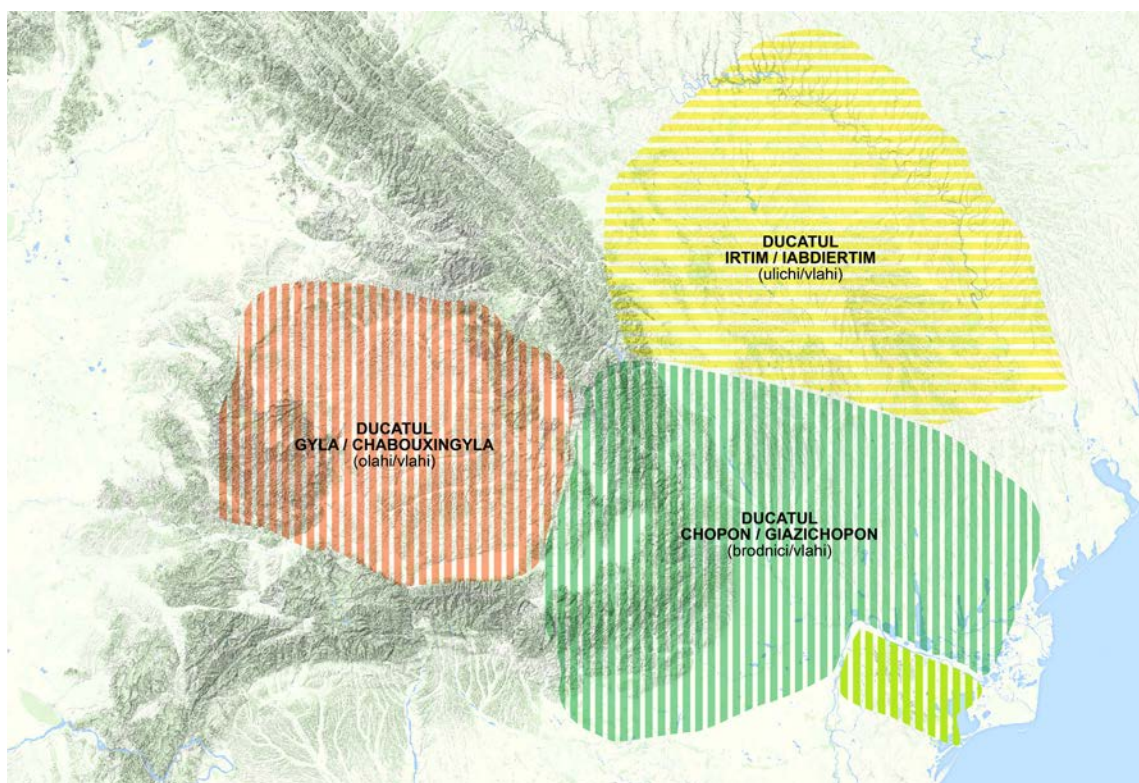 DUCATUL
IRTIM / IABDIERTIM
(ulichi/vlahi)
DUCATUL
GYLA / CHABOUXINGYLA
(olahi/vlahi)
DUCATUL
CHOPON / GIAZICHOPON
(brodnici/vlahi)